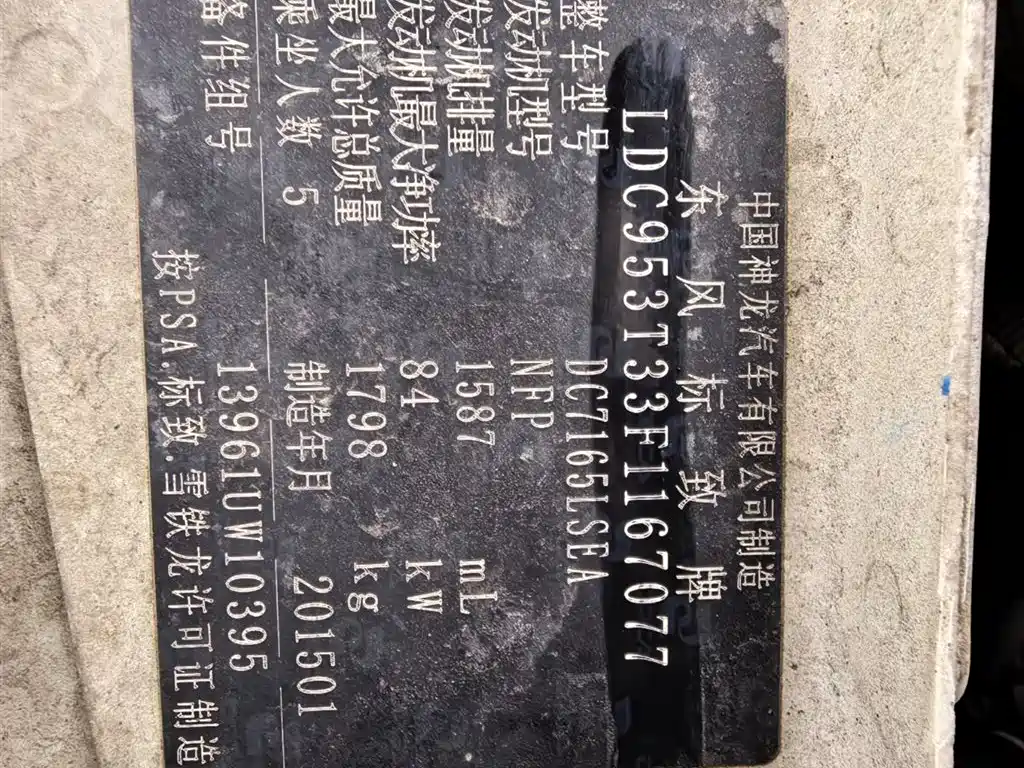 中国神龙汽车有限公司制造
东风标致牌
LDC953T33F1167077
整车型号 DC7165LSEA
发动机型号 NFP
发动机排量 1587 mL
发动机最大净功率 84 kW
最大允许总质量 1798 kg
乘坐人数 5 制造年月 201501
备件组号 13961UW10395
按PSA.标致.雪铁龙许可证制造